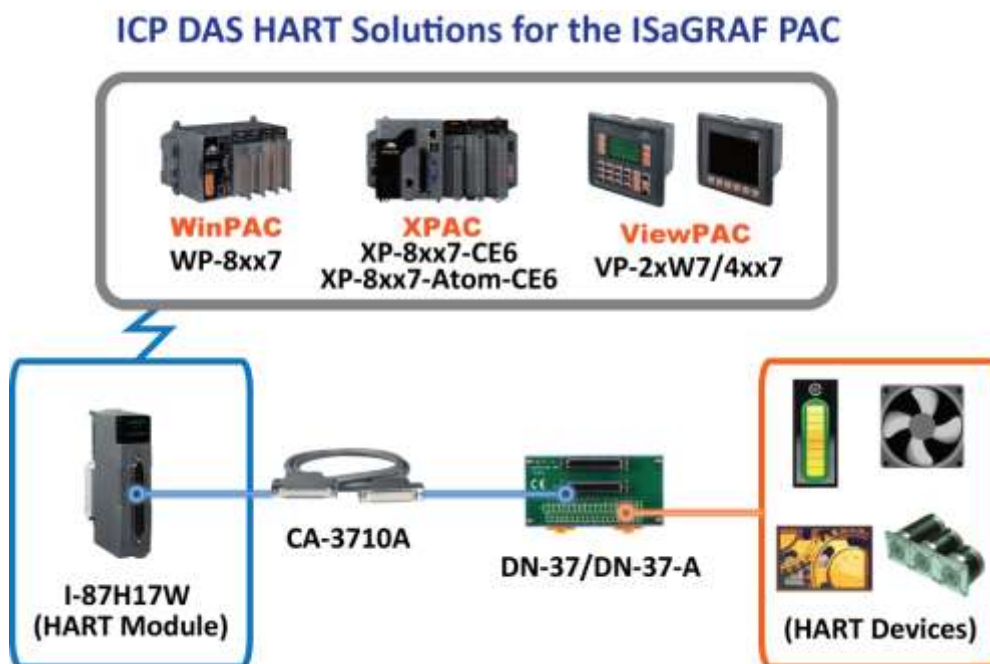 ICP DAS HART Solutions for the ISaGRAF PAC
WinPAC
WP-8xx7
XPAC
XP-8xx7-CE6
XP-8xx7-Atom-CE6
ViewPAC
VP-2xW7/4xx7
I-87H17W
(HART Module)
CA-3710A
CE
DN-37/DN-37-A
(HART Devices)